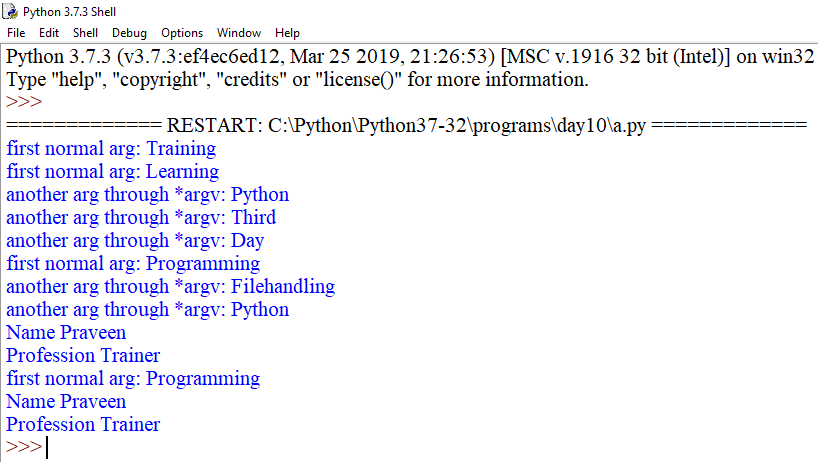 Python 3.7.3 Shell
File Edit Shell Debug Options Window Help
Python 3.7.3 (v3.7.3:ef4ec6ed12, Mar 25 2019, 21:26:53) [MSC v.1916 32 bit (Intel)] on win32
Type "help", "copyright", "credits" or "license()" for more information.
>>>
============= RESTART: C:\Python\Python37-32\programs\day10\a.py =============
first normal arg: Training
first normal arg: Learning
another arg through *argv: Python
another arg through *argv: Third
another arg through *argv: Day
first normal arg: Programming
another arg through *argv: Filehandling
another arg through *argv: Python
Name Praveen
Profession Trainer
first normal arg: Programming
Name Praveen
Profession Trainer
>>>